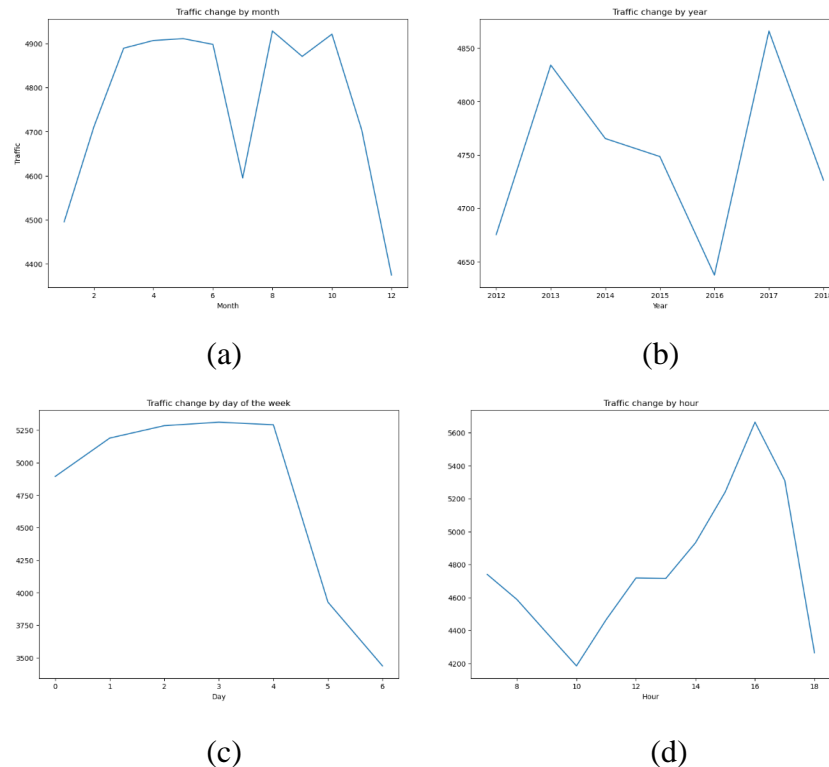 Traffic change by month
Traffic
4900
4800
4700
4600
4500
4400
2 4 6 8 10 12
Month
(a)
Traffic change by year
4850
4800
4750
4700
4650
2012 2013 2014 2015 2016 2017 2018
Year
(b)
Traffic change by day of the week
5250
5000
4750
4500
4250
4000
3750
3500
0 1 2 3 4 5 6
Day
(c)
Traffic change by hour
5600
5400
5200
5000
4800
4600
4400
4200
8 10 12 14 16 18
Hour
(d)